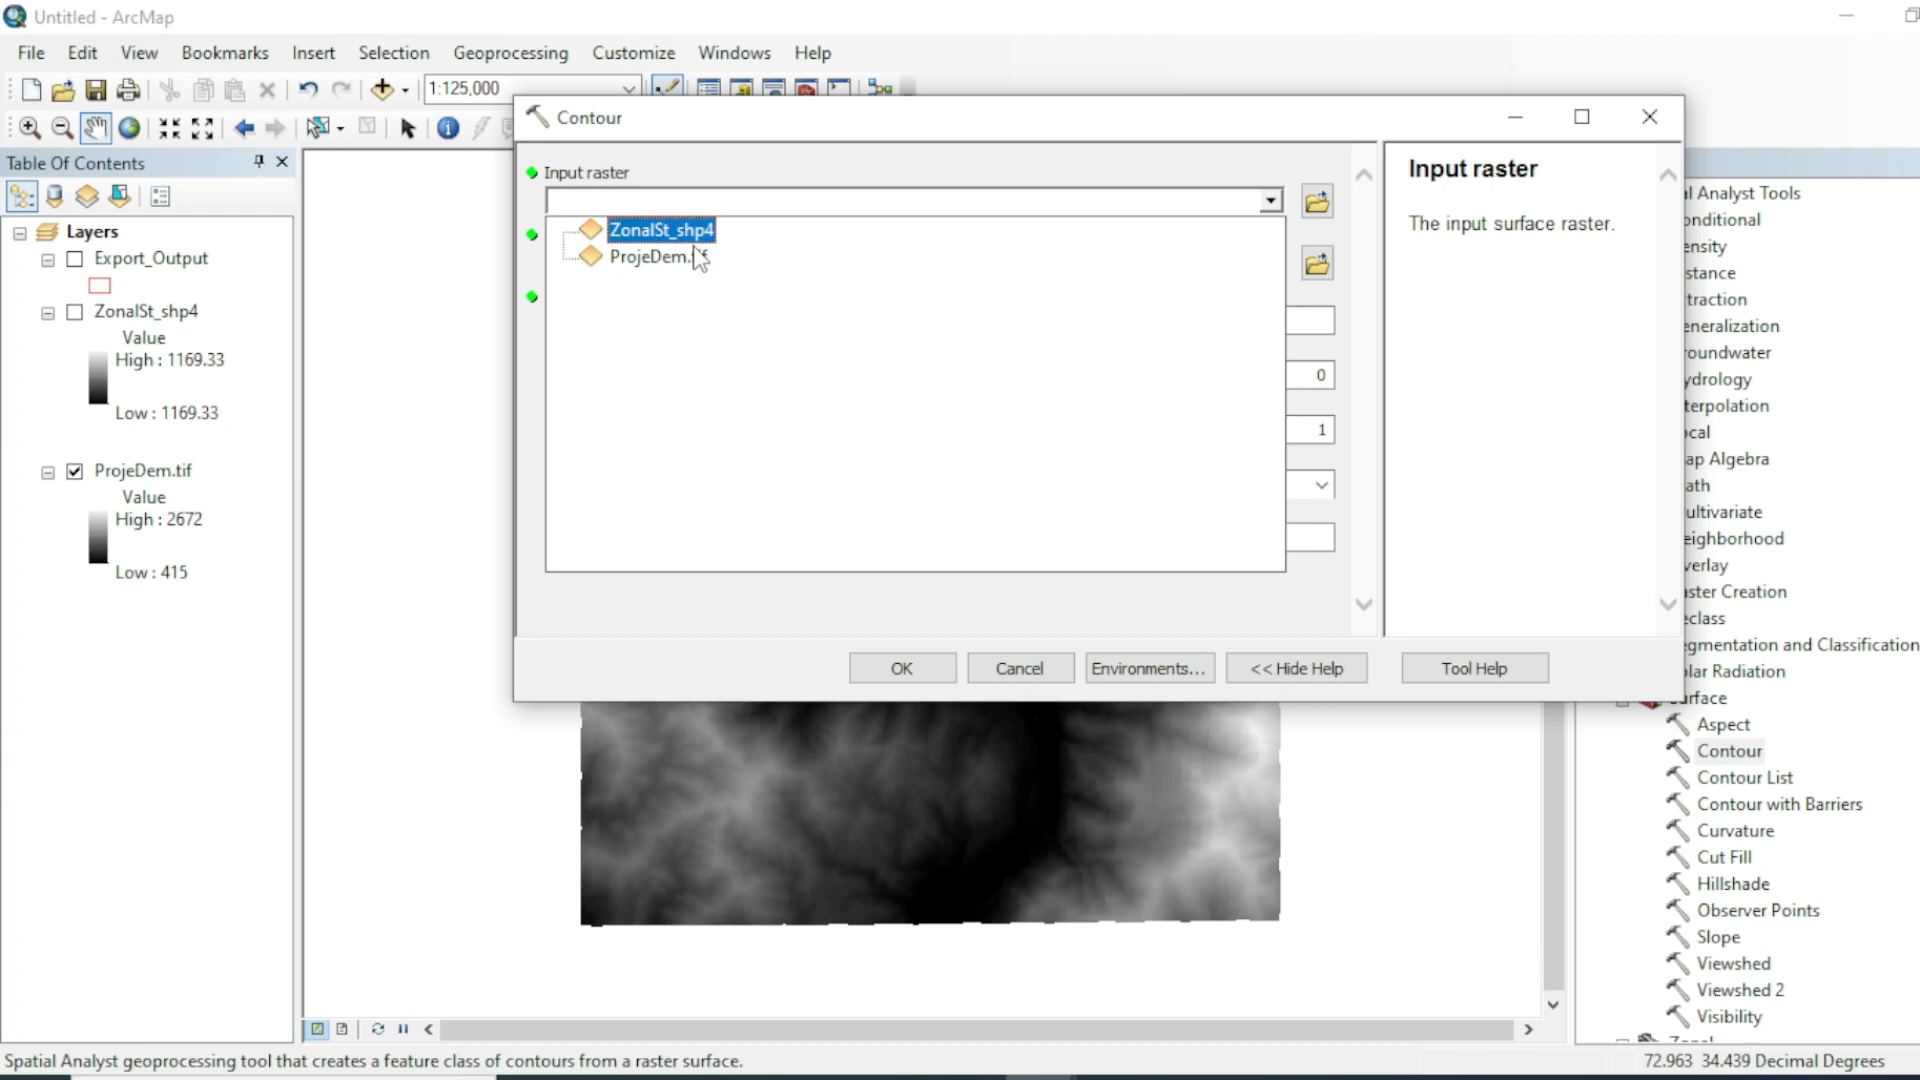 Untitled - ArcMap
File Edit View Bookmarks Insert Selection Geoprocessing Customize Windows Help
1:125,000
Table Of Contents
Layers
Export_Output
ZonalSt_shp4
Value
High : 1169.33
Low : 1169.33
ProjeDem.tif
Value
High : 2672
Low : 415
Contour
Input raster
ZonalSt_shp4
ProjeDem.tif
0
1
OK Cancel Environments... << Hide Help Tool Help
Input raster
The input surface raster.
al Analyst Tools
onditional
ensity
stance
traction
eneralization
roundwater
ydrology
terpolation
ocal
ap Algebra
ath
ultivariate
eighborhood
verlay
aster Creation
eclass
egmentation and Classification
olar Radiation
urface
Aspect
Contour
Contour List
Contour with Barriers
Curvature
Cut Fill
Hillshade
Observer Points
Slope
Viewshed
Viewshed 2
Visibility
Spatial Analyst geoprocessing tool that creates a feature class of contours from a raster surface.
72.963 34.439 Decimal Degrees